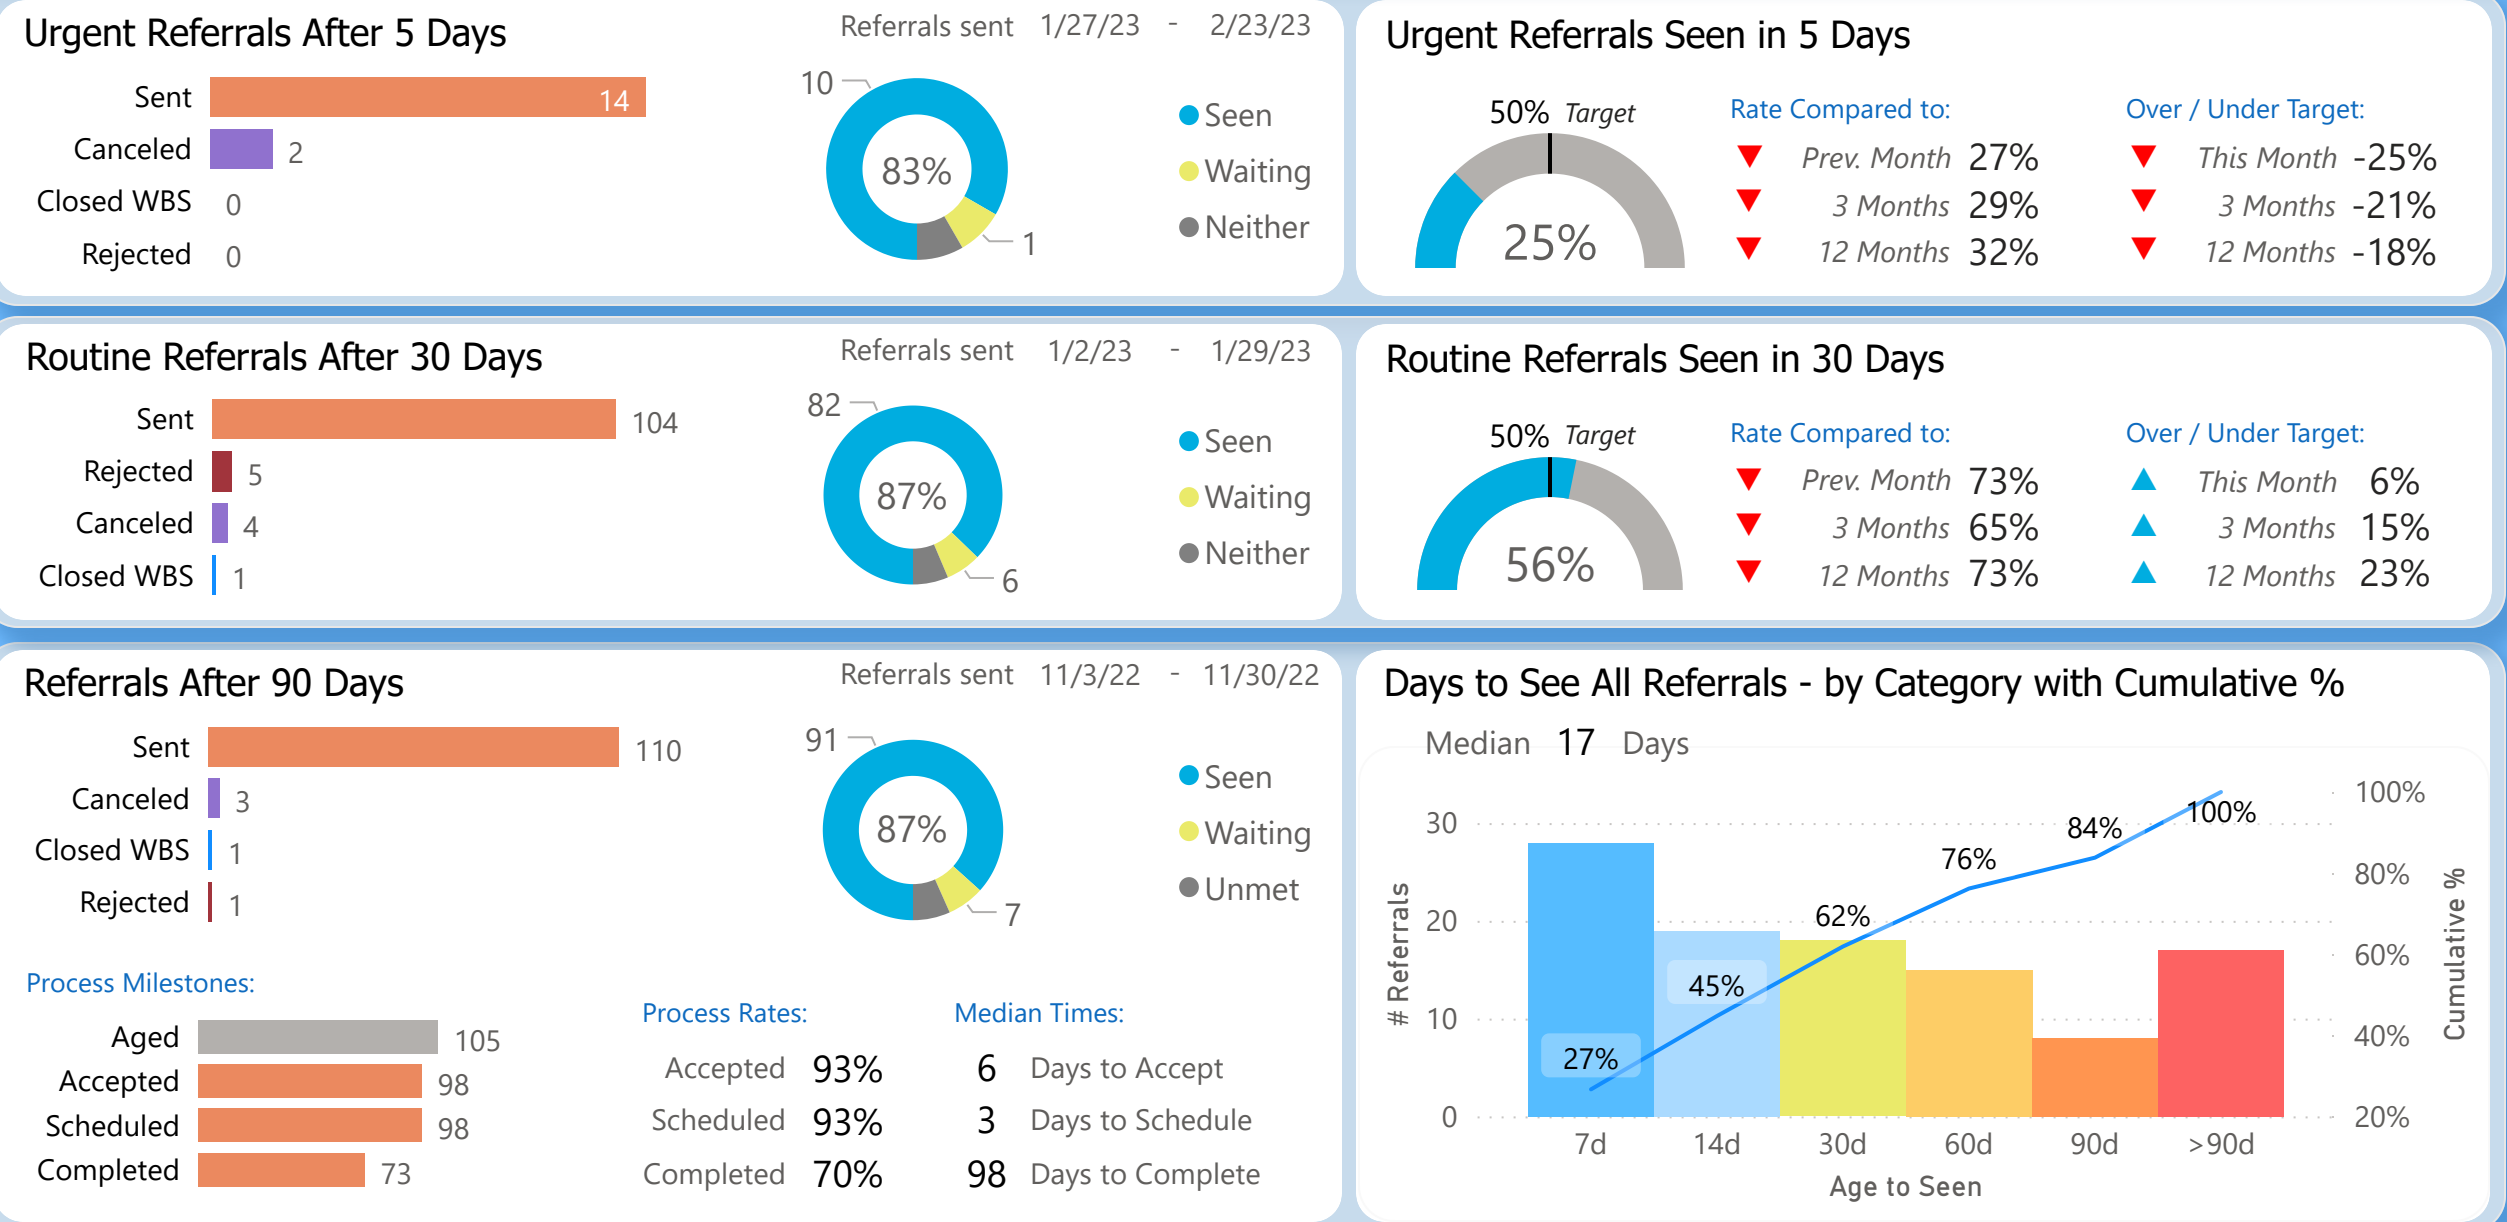 Urgent Referrals After 5 Days
Referrals sent 1/27/23 - 2/23/23
Sent 14
Canceled 2
Closed WBS 0
Rejected 0
10
83%
1
Seen
Waiting
Neither
Urgent Referrals Seen in 5 Days
50% Target
25%
Rate Compared to:
Prev. Month 27%
3 Months 29%
12 Months 32%
Over / Under Target:
This Month -25%
3 Months -21%
12 Months -18%
Routine Referrals After 30 Days
Referrals sent 1/2/23 - 1/29/23
Sent 104
Rejected 5
Canceled 4
Closed WBS 1
82
87%
6
Seen
Waiting
Neither
Routine Referrals Seen in 30 Days
50% Target
56%
Rate Compared to:
Prev. Month 73%
3 Months 65%
12 Months 73%
Over / Under Target:
This Month 6%
3 Months 15%
12 Months 23%
Referrals After 90 Days
Referrals sent 11/3/22 - 11/30/22
Sent 110
Canceled 3
Closed WBS 1
Rejected 1
91
87%
7
Seen
Waiting
Unmet
Process Milestones:
Aged 105
Accepted 98
Scheduled 98
Completed 73
Process Rates:
Accepted 93%
Scheduled 93%
Completed 70%
Median Times:
6 Days to Accept
3 Days to Schedule
98 Days to Complete
Days to See All Referrals - by Category with Cumulative %
Median 17 Days
# Referrals
30
20
10
0
27%
45%
62%
76%
84%
100%
100%
80%
60%
40%
20%
Cumulative %
7d 14d 30d 60d 90d >90d
Age to Seen